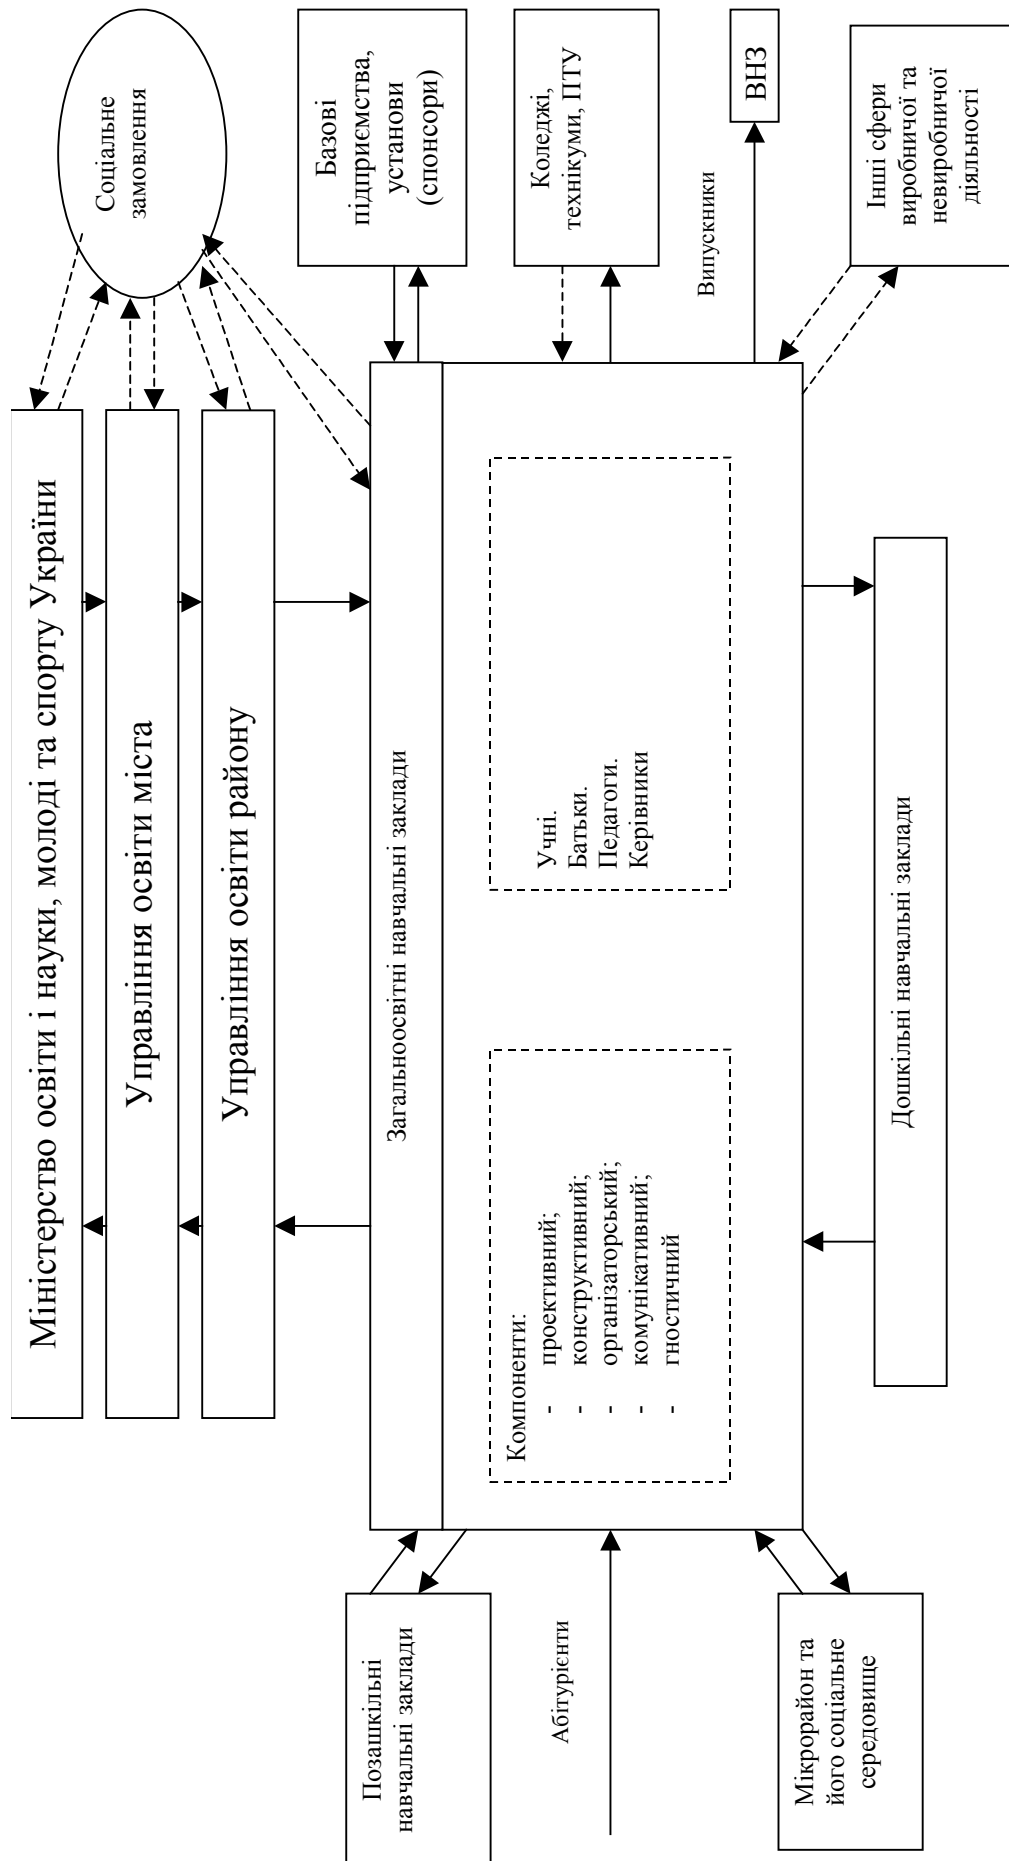 Міністерство освіти і науки, молоді та спорту України
Управління освіти міста
Управління освіти району
Соціальне
замовлення
Позашкільні
навчальні заклади
Загальноосвітні навчальні заклади
Базові
підприємства,
установи
(спонсори)
Абітурієнти
Компоненти:
- проективний;
- конструктивний;
- організаторський;
- комунікативний;
- гностичний
Учні.
Батьки.
Педагоги.
Керівники
Коледжі,
технікуми, ПТУ
Випускники
ВНЗ
Мікрорайон та
його соціальне
середовище
Дошкільні навчальні заклади
Інші сфери
виробничої та
невиробничої
діяльності